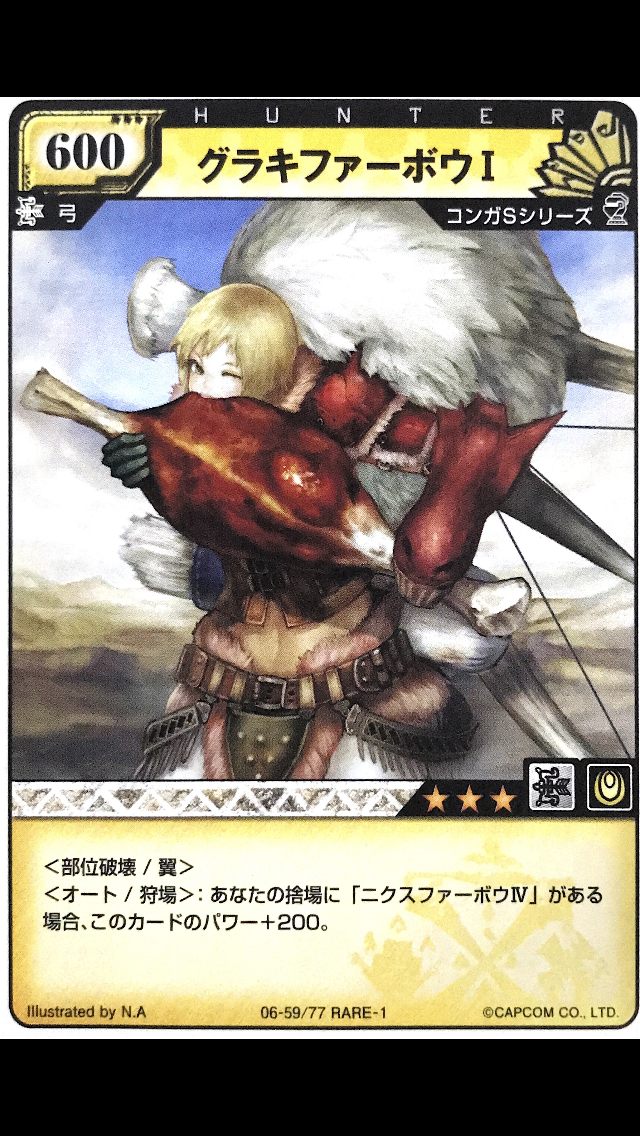 HUNTER
600
グラキファーボウI
弓
コンガSシリーズ
<部位破壊 / 翼>
<オート / 狩場>:あなたの捨場に「ニクスファーボウⅣ」がある
場合、このカードのパワー+200。
Illustrated by N.A
06-59/77 RARE-1
©CAPCOM CO., LTD.